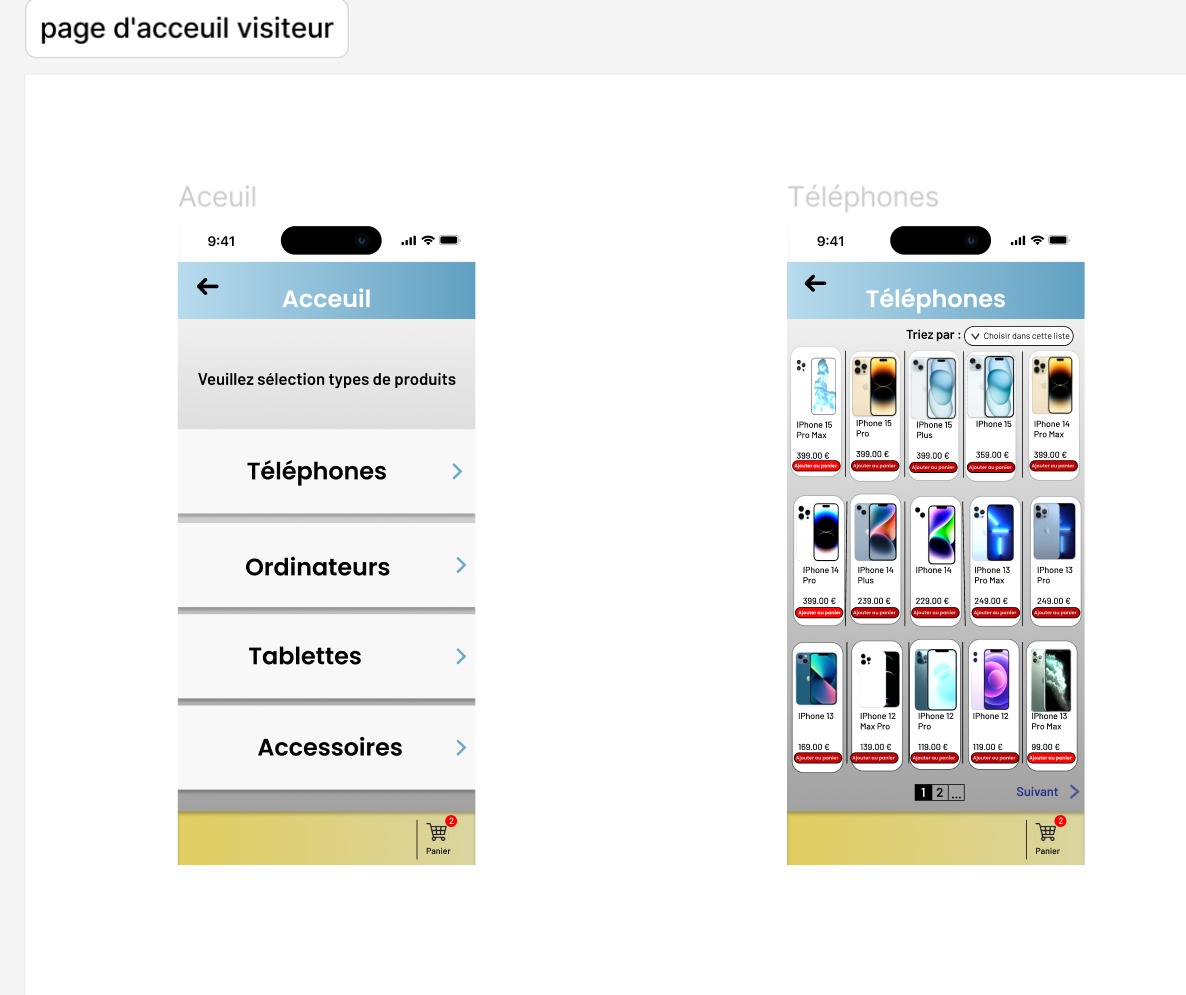 page d'acceuil visiteur
Aceuil
9:41
Acceuil
Veuillez sélection types de produits
Téléphones
Ordinateurs
Tablettes
Accessoires
2
Panier
Téléphones
9:41
Téléphones
Triez par : Choisir dans cette liste
IPhone 15
Pro Max
399.00 €
Ajouter au panier
IPhone 15
Pro
399.00 €
Ajouter au panier
IPhone 15
Plus
399.00 €
Ajouter au panier
IPhone 15
359.00 €
Ajouter au panier
IPhone 14
Pro Max
399.00 €
Ajouter au panier
IPhone 14
Pro
399.00 €
Ajouter au panier
IPhone 14
Plus
239.00 €
Ajouter au panier
IPhone 14
229.00 €
Ajouter au panier
IPhone 13
Pro Max
249.00 €
Ajouter au panier
IPhone 13
Pro
249.00 €
Ajouter au panier
IPhone 13
169.00 €
Ajouter au panier
IPhone 12
Max Pro
139.00 €
Ajouter au panier
IPhone 12
Pro
119.00 €
Ajouter au panier
IPhone 12
119.00 €
Ajouter au panier
IPhone 13
Pro Max
99.00 €
Ajouter au panier
1 2 ...
Suivant
2
Panier